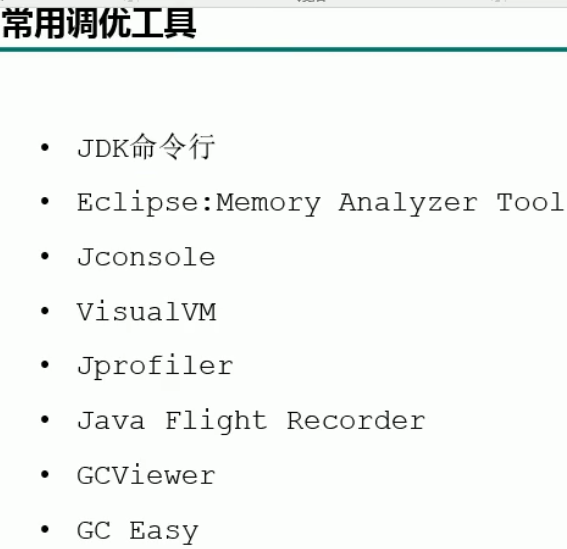 常用调优工具
• JDK命令行
• Eclipse:Memory Analyzer Tool
• Jconsole
• VisualVM
• Jprofiler
• Java Flight Recorder
• GCViewer
• GC Easy